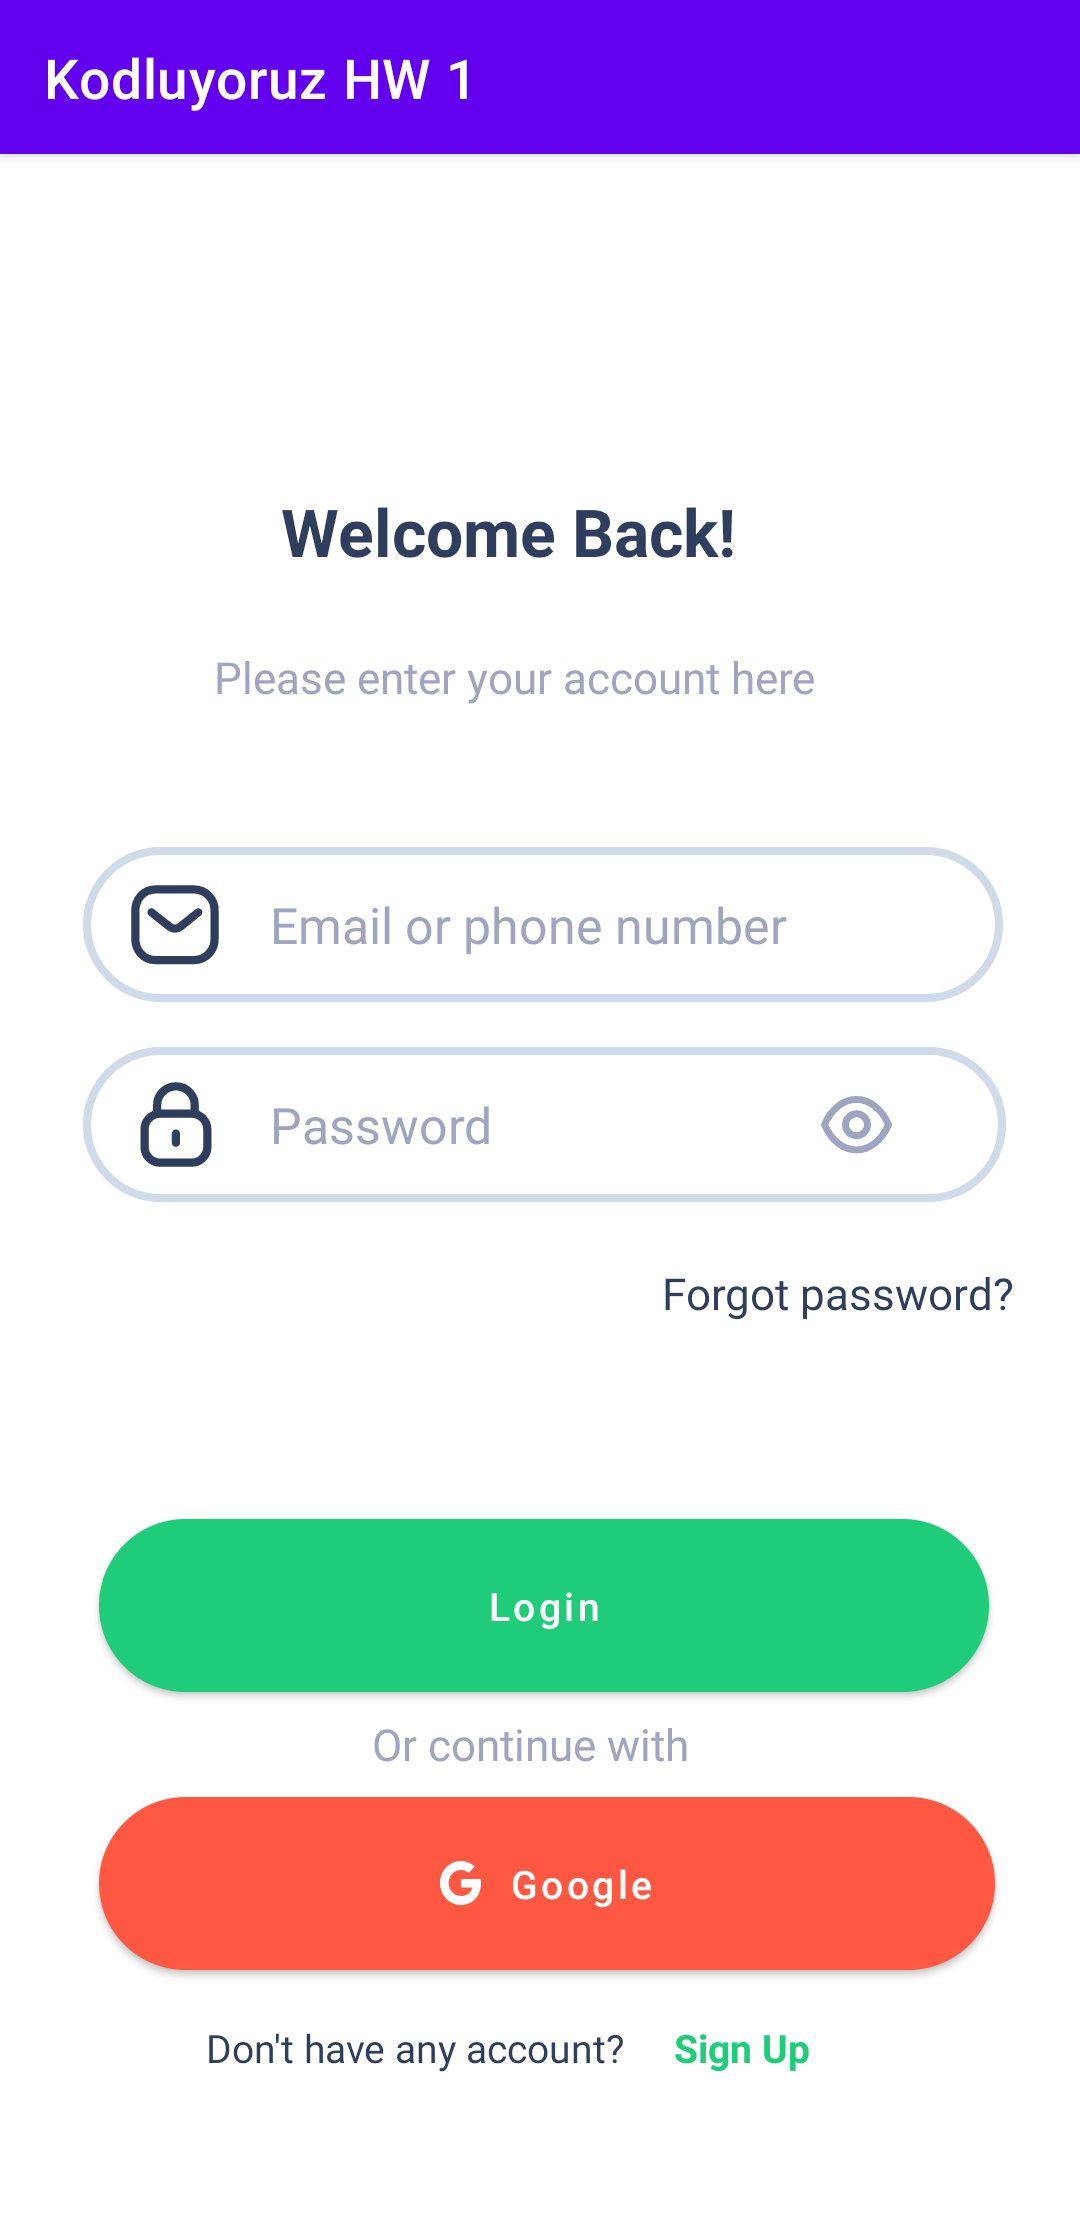 Kodluyoruz HW 1
Welcome Back!
Please enter your account here
Email or phone number
Password
Forgot password?
Login
Or continue with
Google
Don't have any account? Sign Up